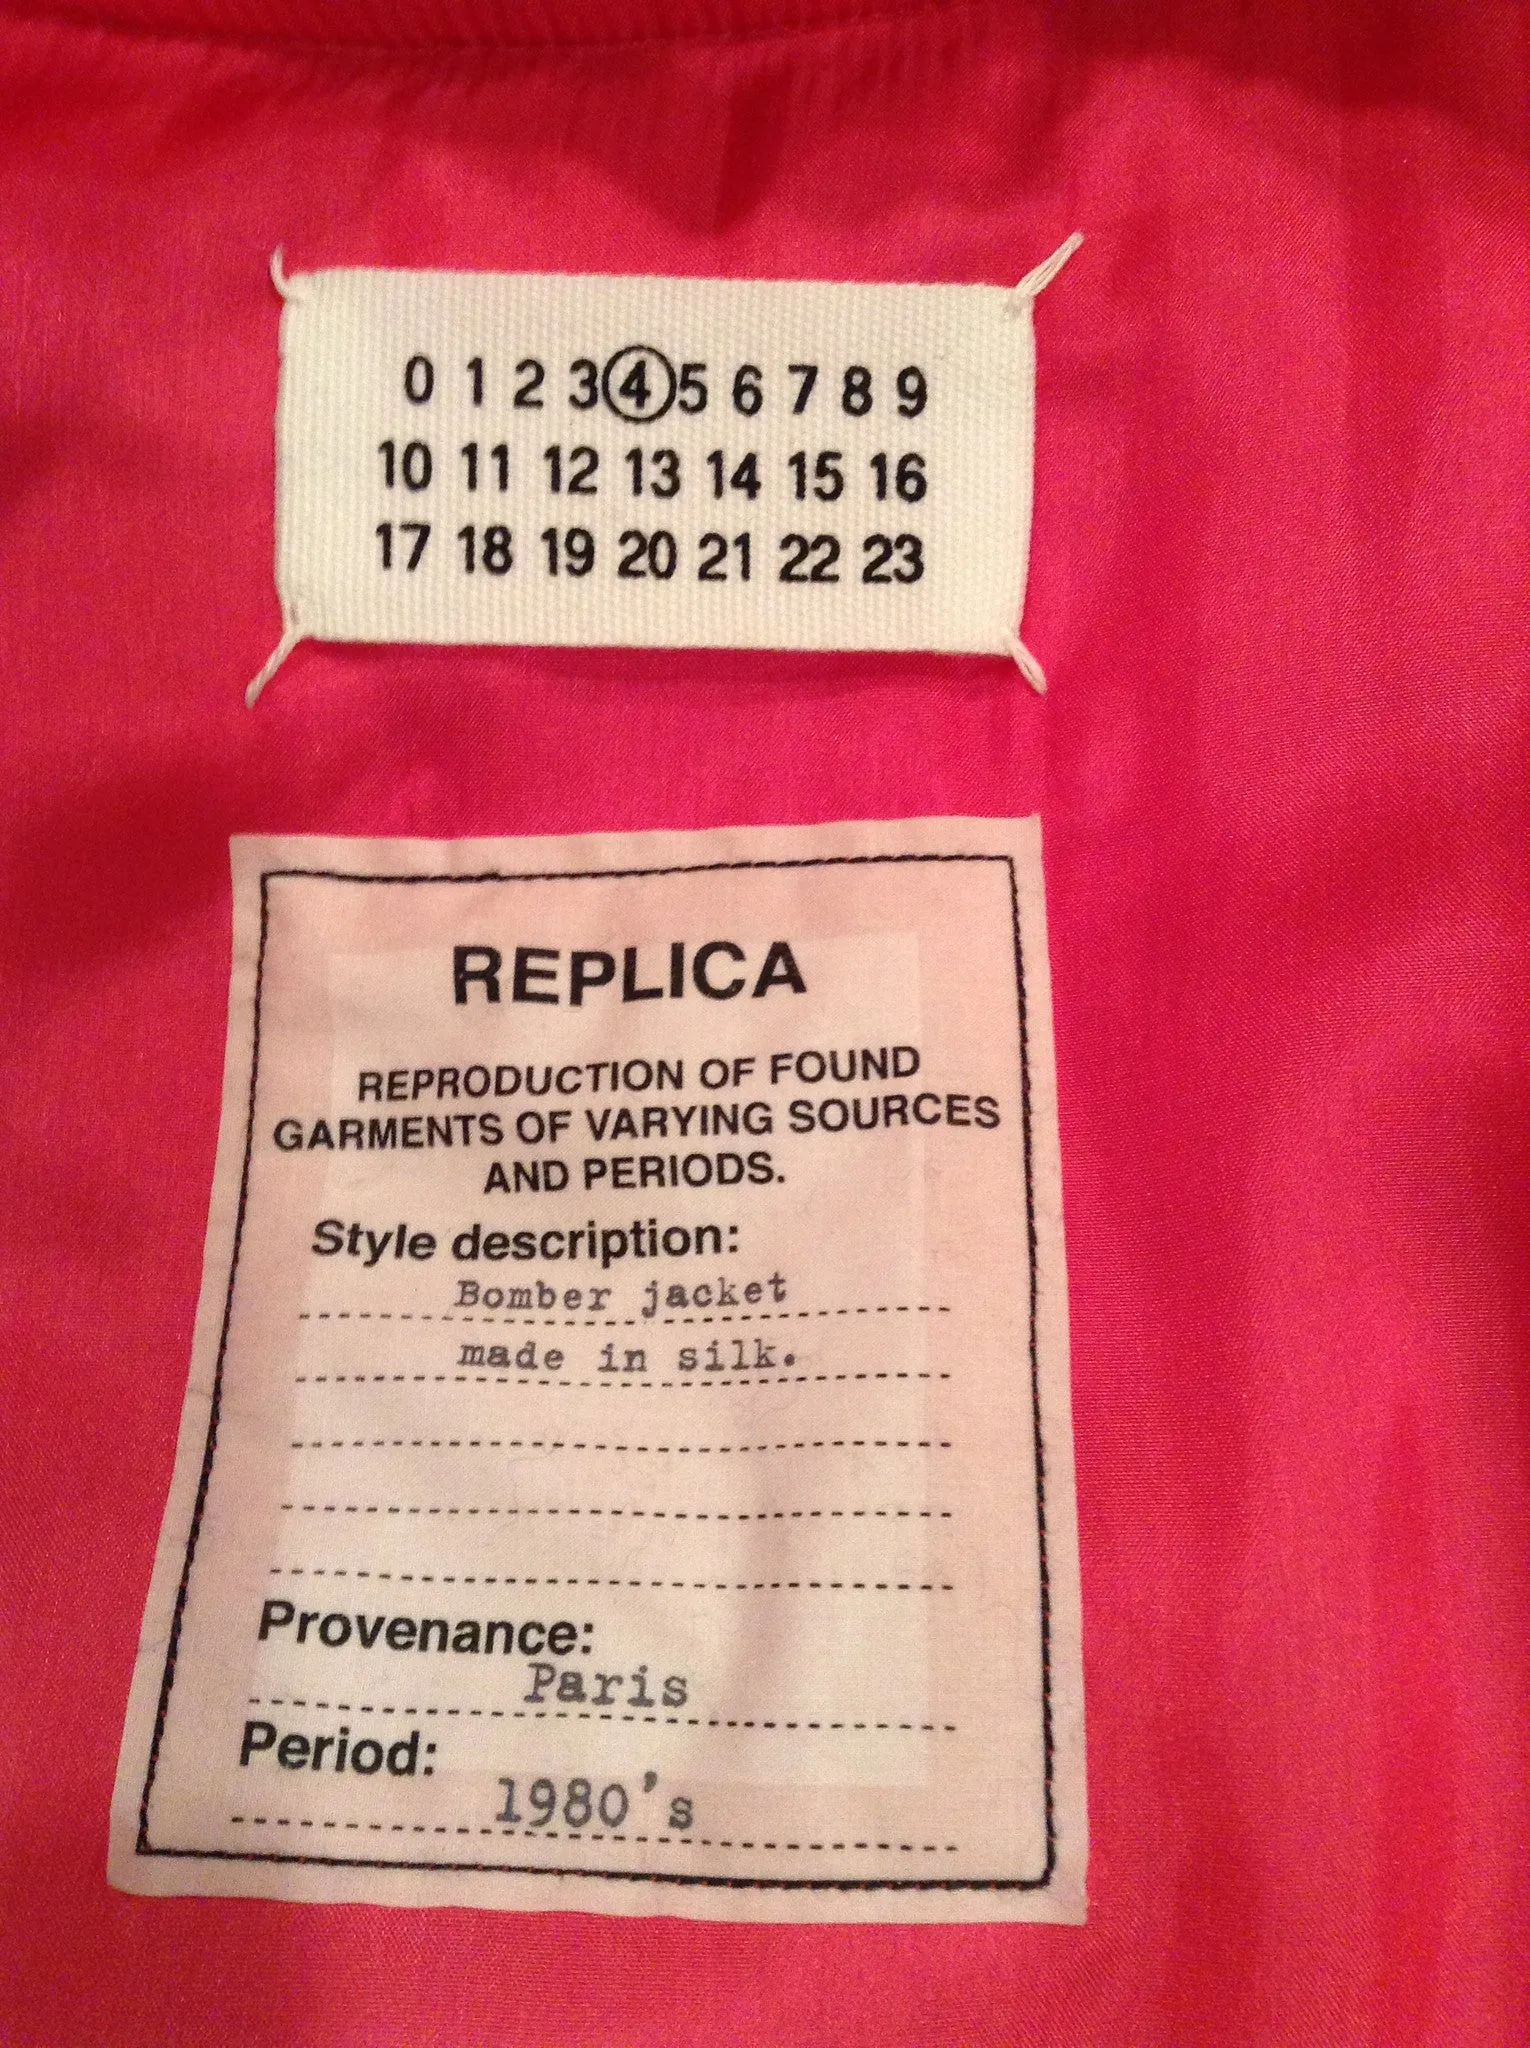 0 1 2 3 4 5 6 7 8 9
10 11 12 13 14 15 16
17 18 19 20 21 22 23
REPLICA
REPRODUCTION OF FOUND
GARMENTS OF VARYING SOURCES
AND PERIODS.
Style description:
Bomber jacket
made in silk.
Provenance:
Paris
Period:
1980's